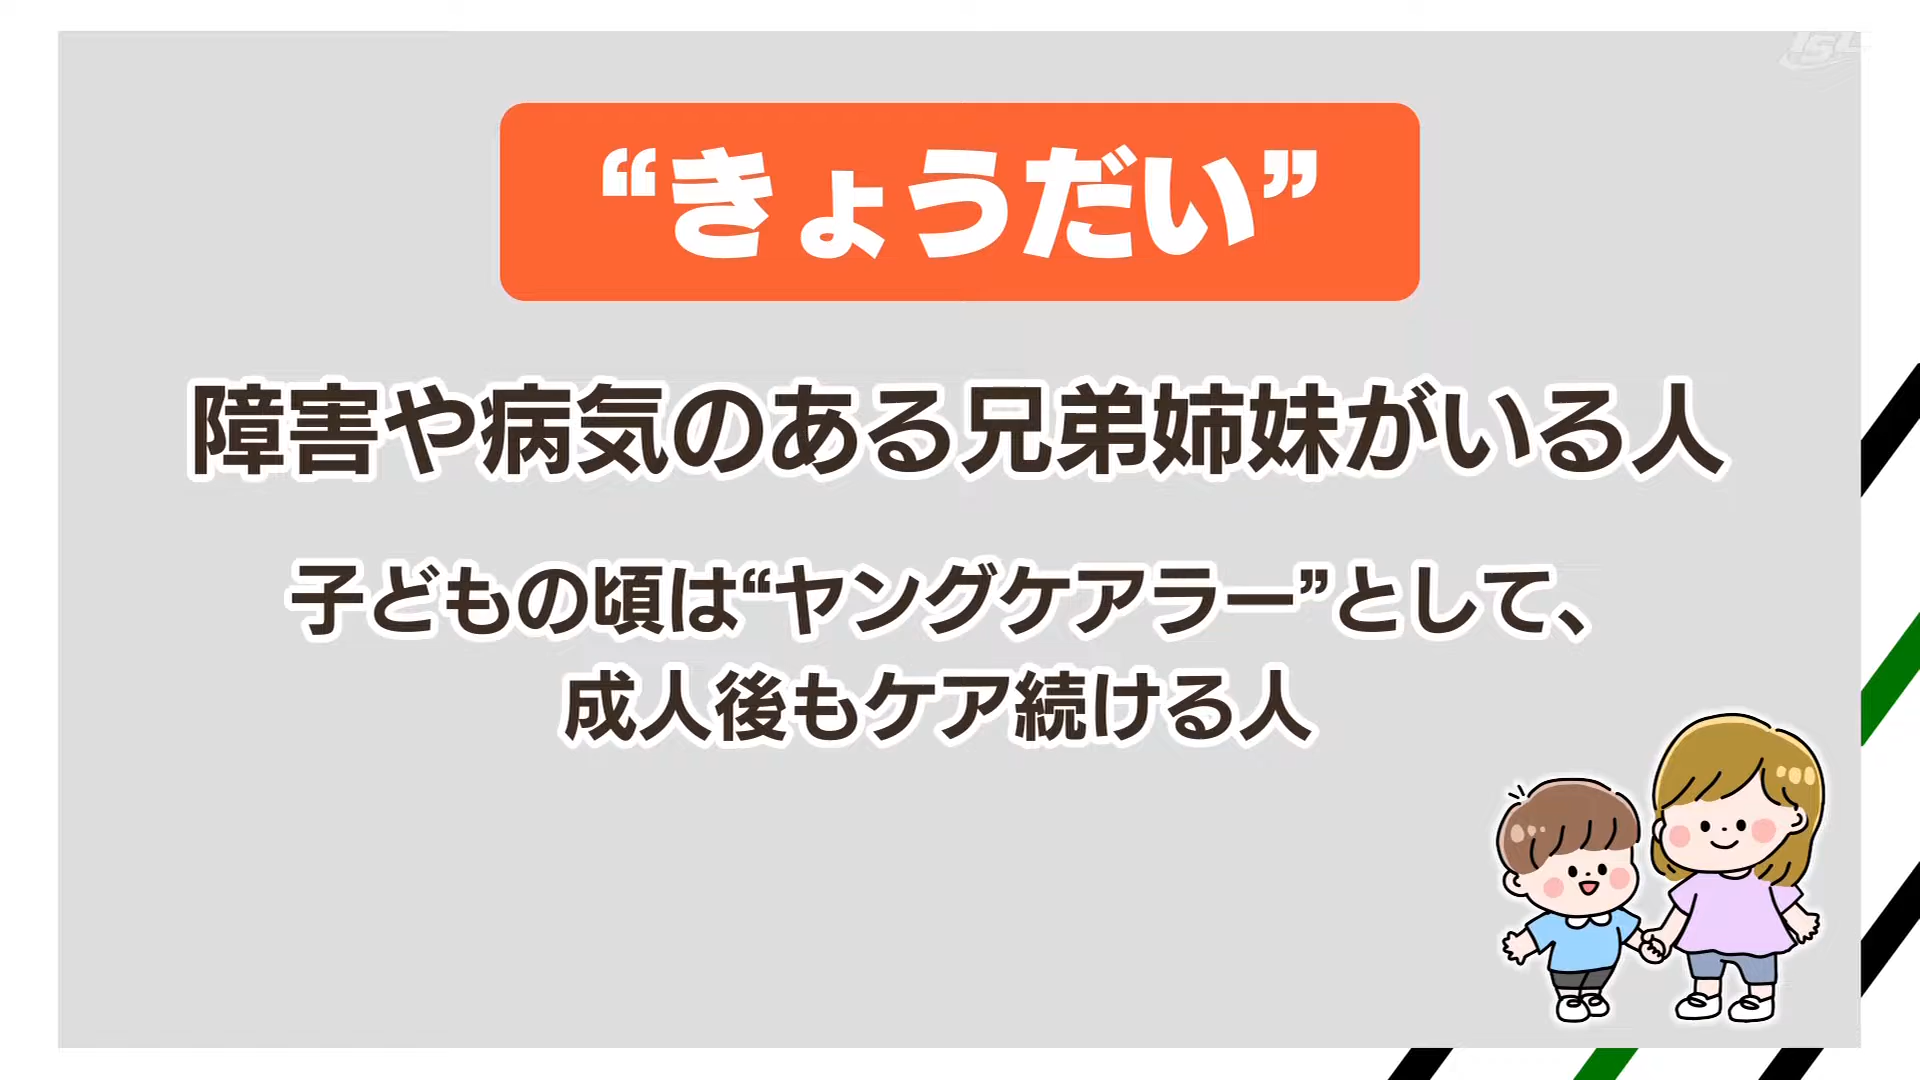 “きょうだい”
障害や病気のある兄弟姉妹がいる人
子どもの頃は“ヤングケアラー”として、
成人後もケア続ける人